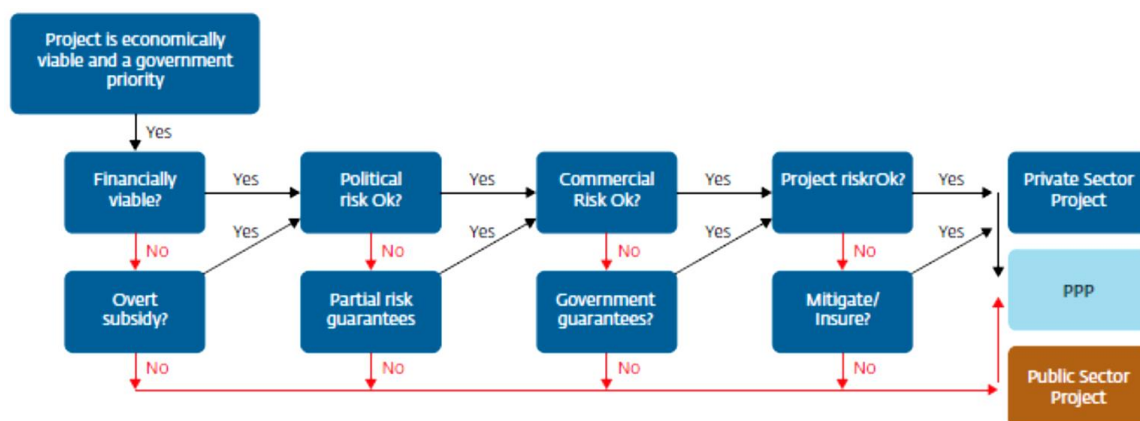 Project is economically
viable and a government
priority
Yes
Financially
viable?
Yes
Political
risk Ok?
Yes
Commercial
Risk Ok?
Yes
Project riskrOk?
Yes
Private Sector
Project
No
Yes
No
Yes
No
Yes
No
Yes
Overt
subsidy?
Partial risk
guarantees
Government
guarantees?
Mitigate/
Insure?
PPP
No
No
No
No
Public Sector
Project